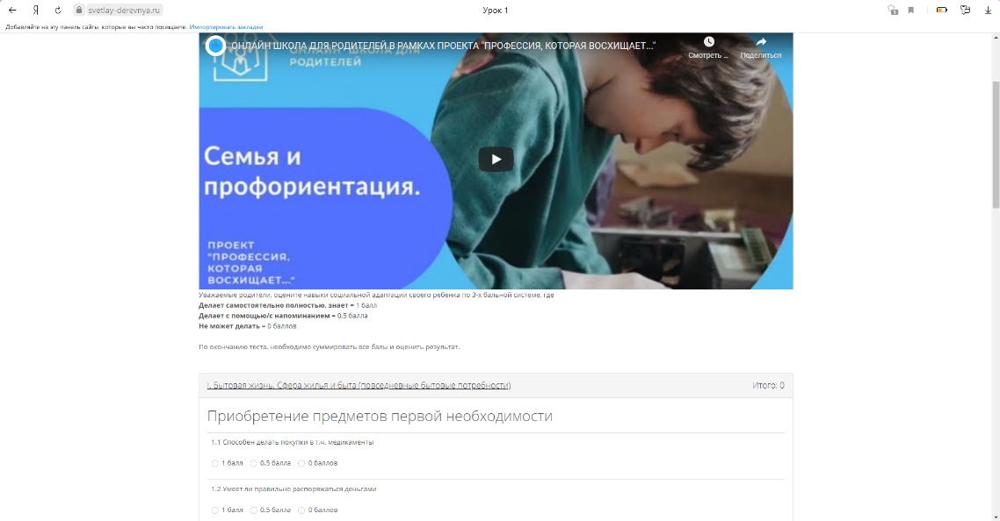 Я
svetlay-derevnya.ru
Урок 1
Добавляйте на эту панель сайты, которые вы часто посещаете. Импортировать закладки
ОНЛАЙН ШКОЛА ДЛЯ РОДИТЕЛЕЙ В РАМКАХ ПРОЕКТА "ПРОФЕССИЯ, КОТОРАЯ ВОСХИЩАЕТ..."
Смотреть ...
Поделиться
ОНЛАЙН ШКОЛА ДЛЯ
РОДИТЕЛЕЙ
Семья и
профориентация.
ПРОЕКТ
"ПРОФЕССИЯ,
КОТОРАЯ
ВОСХИЩАЕТ..."
Уважаемые родители, оцените навыки социальной адаптации своего ребенка по 3-х бальной системе, где
Делает самостоятельно полностью, знает = 1 балл
Делает с помощью/с напоминанием = 0,5 балла
Не может делать = 0 баллов
По окончанию теста, необходимо суммировать все балы и оценить результат.
I. Бытовая жизнь. Сфера жилья и быта (повседневные бытовые потребности)
Итого: 0
Приобретение предметов первой необходимости
1.1 Способен делать покупки в т.ч. медикаменты
1 балл 0.5 балла 0 баллов
1.2 Умеет ли правильно распоряжаться деньгами
1 балл 0.5 балла 0 баллов